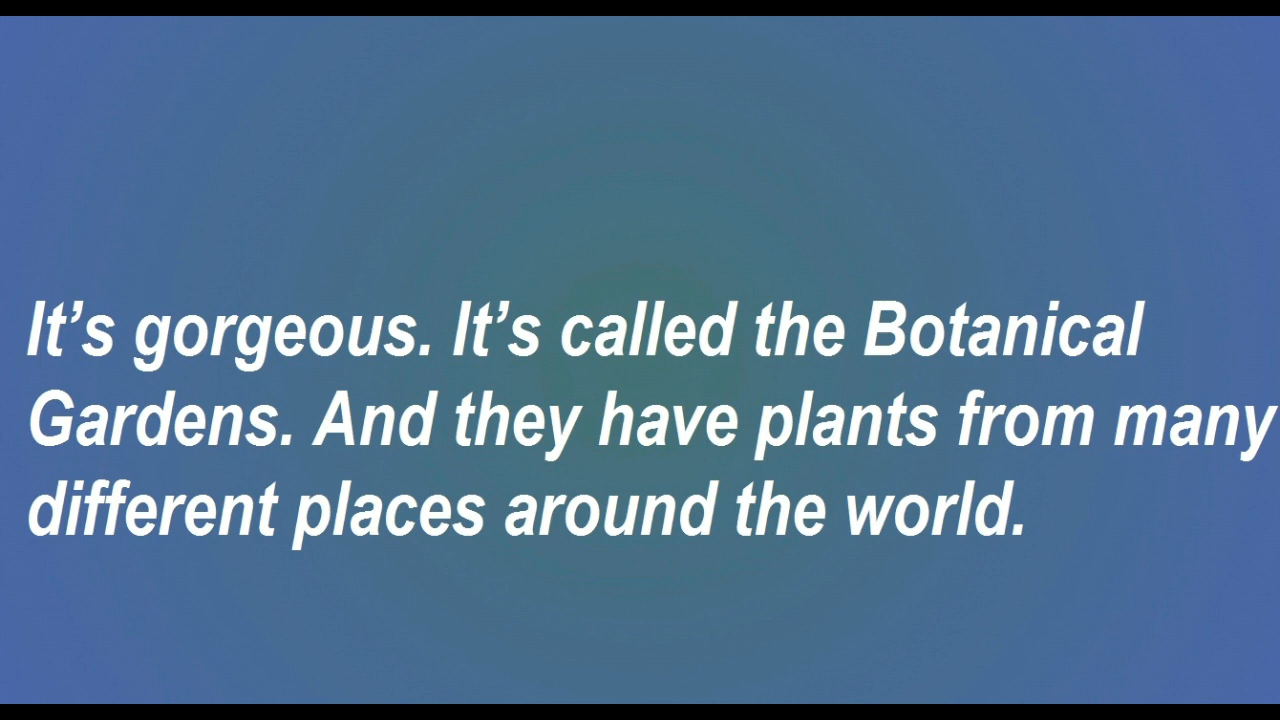 It’s gorgeous. It’s called the Botanical
Gardens. And they have plants from many
different places around the world.